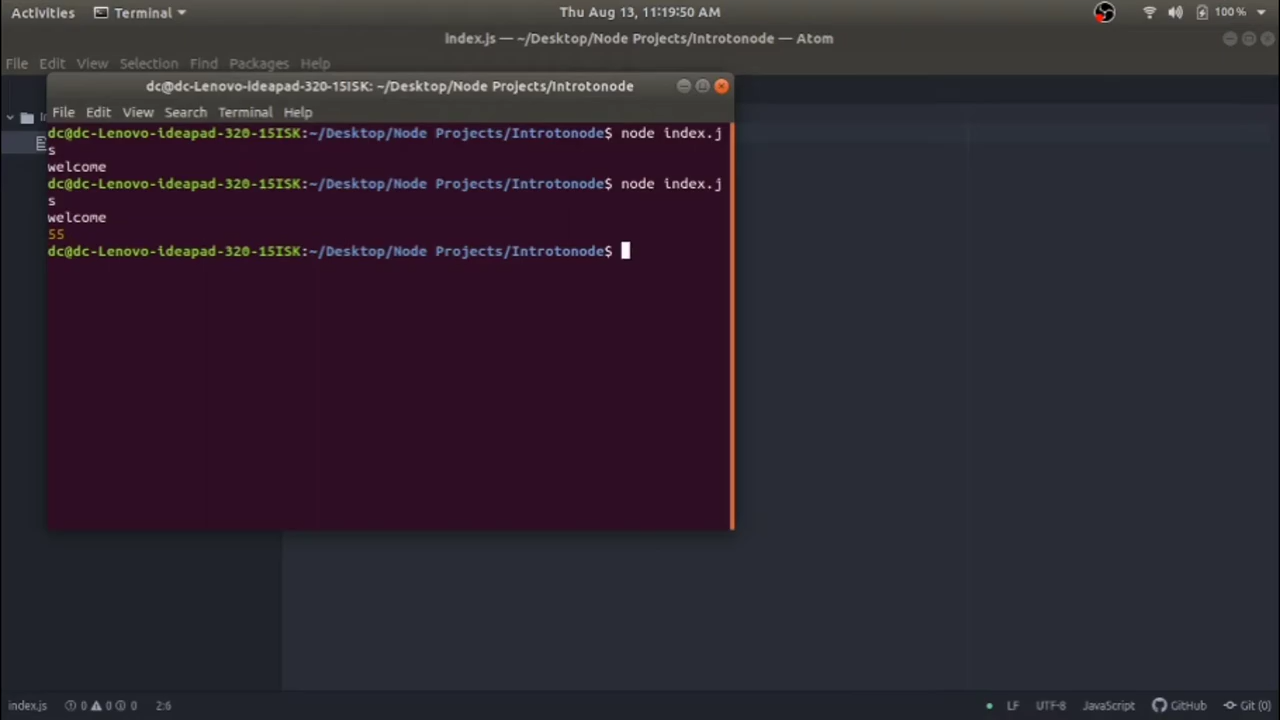 Activities Terminal Thu Aug 13, 11:19:50 AM 100 %
index.js — ~/Desktop/Node Projects/Introtonode — Atom
File Edit View Selection Find Packages Help
dc@dc-Lenovo-ideapad-320-15ISK: ~/Desktop/Node Projects/Introtonode
File Edit View Search Terminal Help
dc@dc-Lenovo-ideapad-320-15ISK:~/Desktop/Node Projects/Introtonode$ node index.j
s
welcome
dc@dc-Lenovo-ideapad-320-15ISK:~/Desktop/Node Projects/Introtonode$ node index.j
s
welcome
55
dc@dc-Lenovo-ideapad-320-15ISK:~/Desktop/Node Projects/Introtonode$
index.js 0 0 0 2:6 LF UTF-8 JavaScript GitHub Git (0)